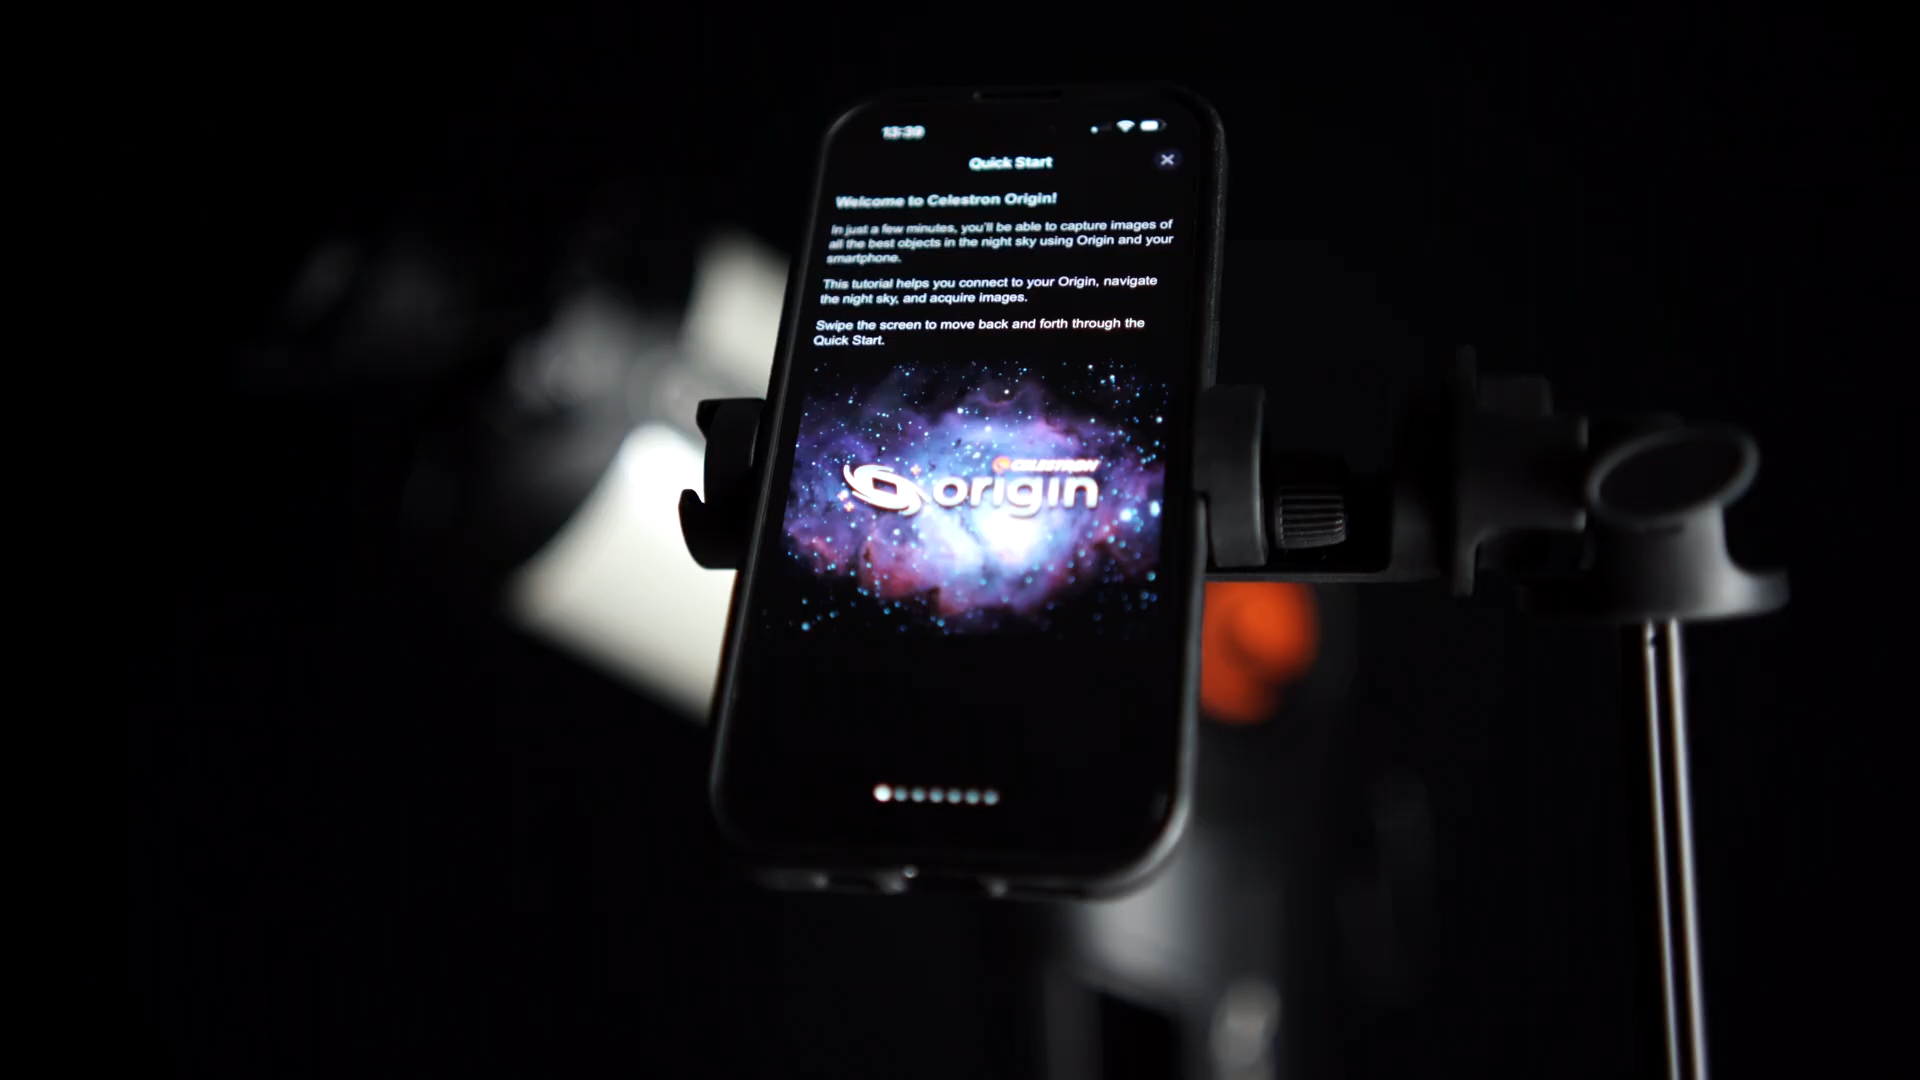 13:39
Quick Start
Welcome to Celestron Origin!
In just a few minutes, you'll be able to capture images of
all the best objects in the night sky using Origin and your
smartphone.
This tutorial helps you connect to your Origin, navigate
the night sky, and acquire images.
Swipe the screen to move back and forth through the
Quick Start.
CELESTRON
origin